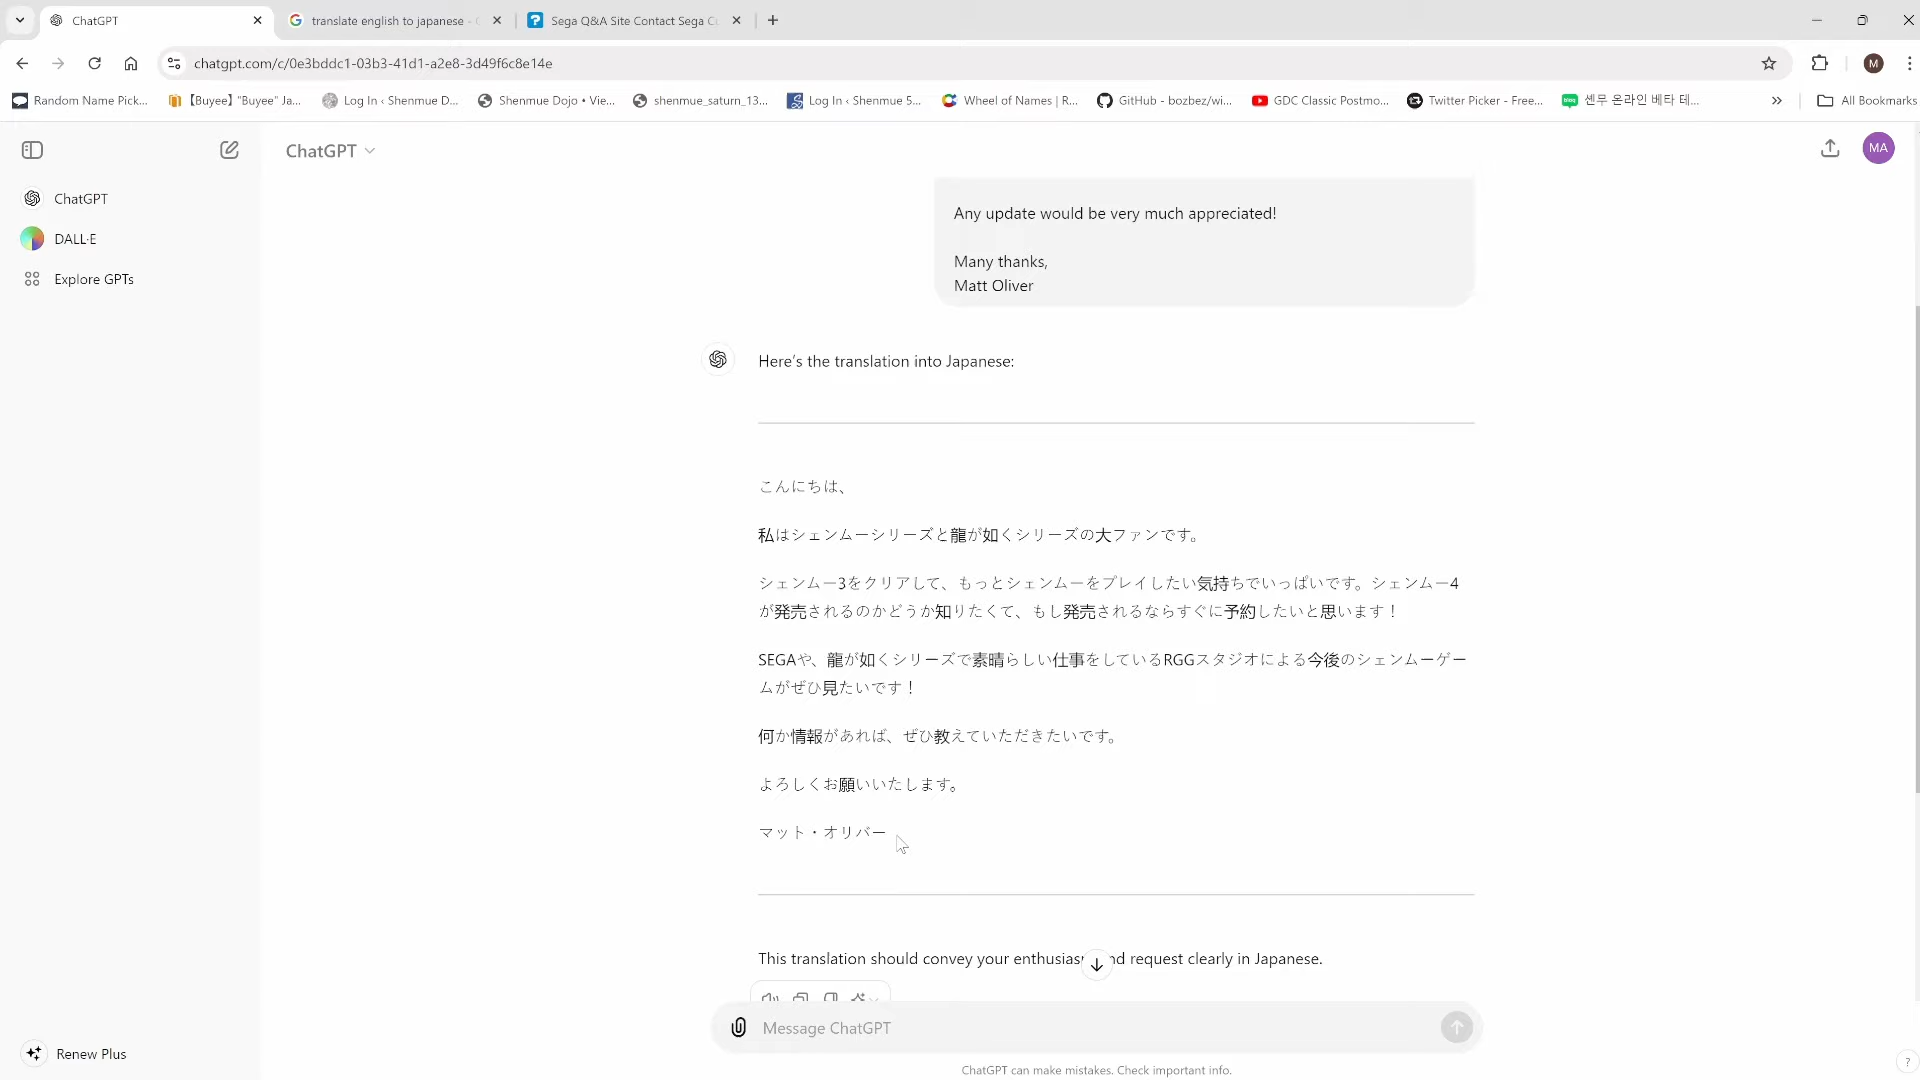 ChatGPT
translate english to japanese -
Sega Q&A Site Contact Sega
chatgpt.com/c/0e3bddc1-03b3-41d1-a2e8-3d49f6c8e14e
M
Random Name Pick...
【Buyee】"Buyee" Ja...
Log In ‹ Shenmue D...
Shenmue Dojo • Vie...
shenmue_saturn_13...
Log In ‹ Shenmue 5...
Wheel of Names | R...
GitHub - bozbez/wi...
GDC Classic Postmo...
Twitter Picker - Free...
센무 온라인 베타 테...
All Bookmarks
ChatGPT
MA
ChatGPT
DALL·E
Explore GPTs
Any update would be very much appreciated!
Many thanks,
Matt Oliver
Here's the translation into Japanese:
こんにちは、
私はシェンムーシリーズと龍が如くシリーズの大ファンです。
シェンムー3をクリアして、もっとシェンムーをプレイしたい気持ちでいっぱいです。シェンムー4
が発売されるのかどうか知りたくて、もし発売されるならすぐに予約したいと思います！
SEGAや、龍が如くシリーズで素晴らしい仕事をしているRGGスタジオによる今後のシェンムーゲー
ムがぜひ見たいです！
何か情報があれば、ぜひ教えていただきたいです。
よろしくお願いいたします。
マット・オリバー
This translation should convey your enthusiasm and request clearly in Japanese.
Message ChatGPT
Renew Plus
ChatGPT can make mistakes. Check important info.
?